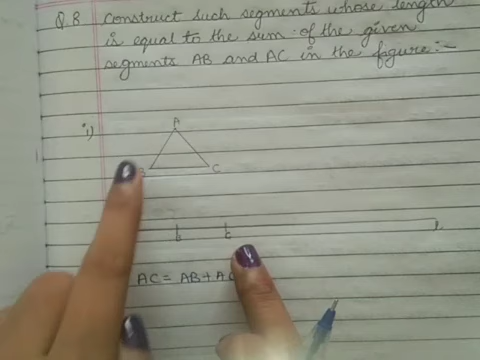 Q.8 Construct such segments whose length
is equal to the sum of the given
segments AB and AC in the figure:-
i)
A
B C
b c
AC = AB + AC